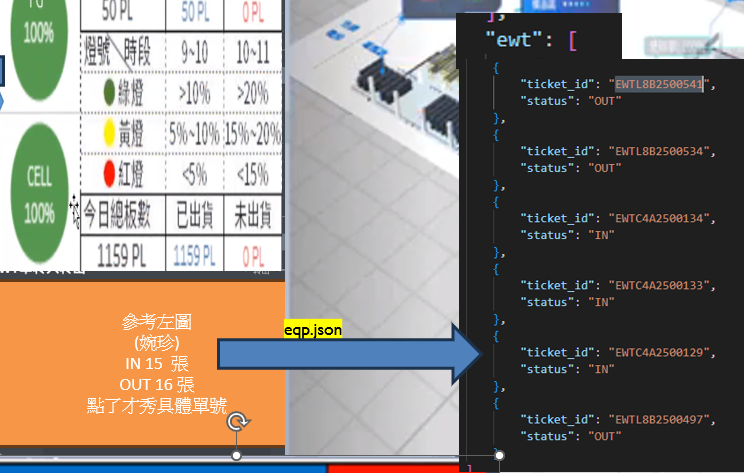 100%
50 PL
50 PL
0 PL
燈號
時段
9~10
10~11
綠燈
>10%
>20%
黃燈
5%~10%
15%~20%
紅燈
<5%
<15%
CELL
100%
今日總板數
已出貨
未出貨
1159 PL
1159 PL
0 PL
參考左圖
(婉珍)
IN 15 張
OUT 16 張
點了才秀具體單號
eqp.json
],
"ewt": [
{
"ticket_id": "EWTL8B2500541",
"status": "OUT"
},
{
"ticket_id": "EWTL8B2500534",
"status": "OUT"
},
{
"ticket_id": "EWTC4A2500134",
"status": "IN"
},
{
"ticket_id": "EWTC4A2500133",
"status": "IN"
},
{
"ticket_id": "EWTC4A2500129",
"status": "IN"
},
{
"ticket_id": "EWTL8B2500497",
"status": "OUT"
}
]